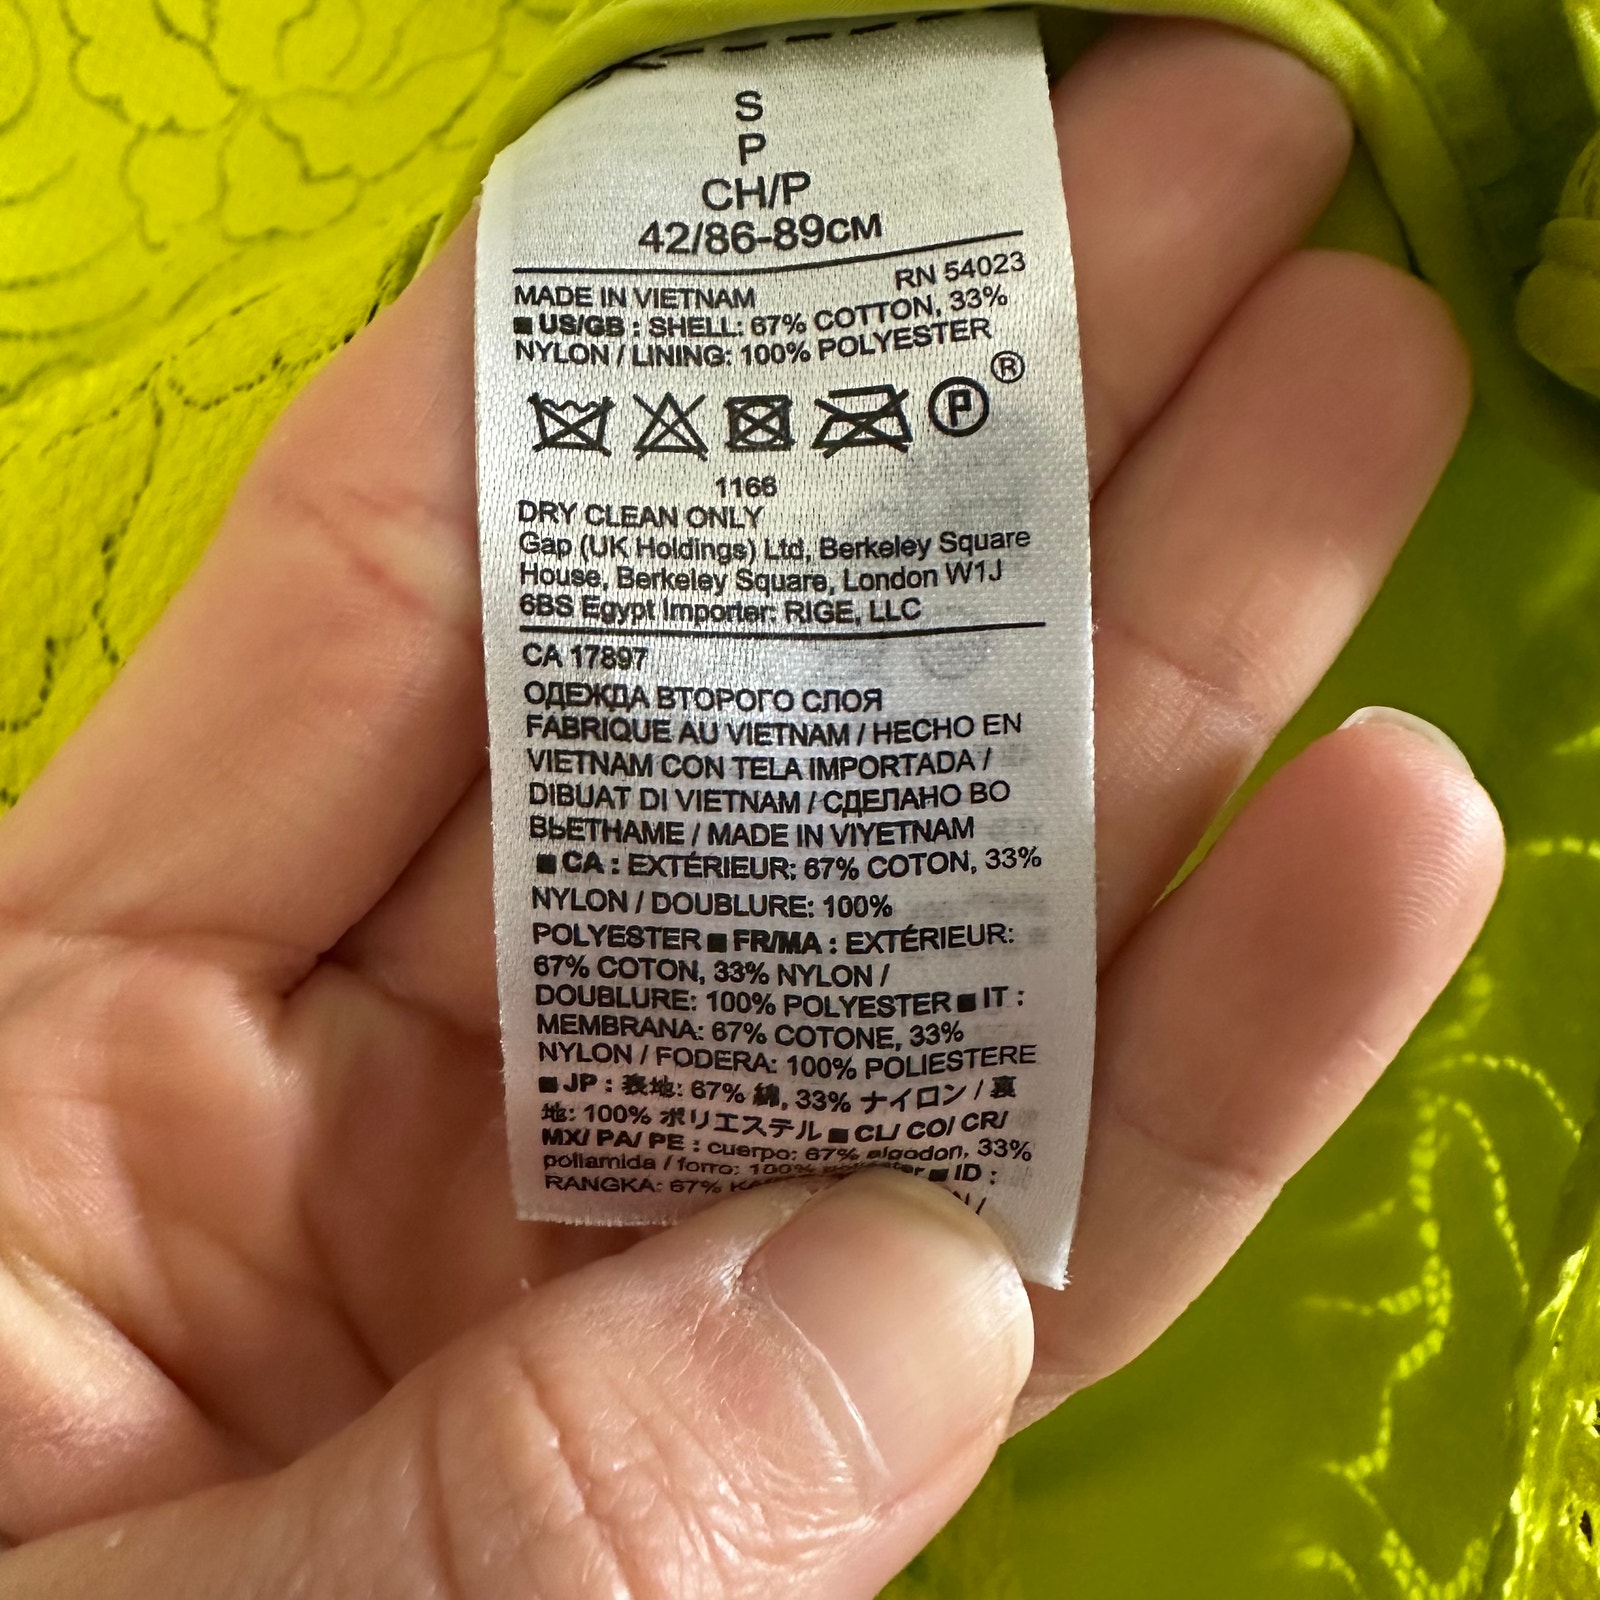 S
P
CH/P
42/86-89CM
RN 54023
MADE IN VIETNAM
■ US/GB : SHELL: 67% COTTON, 33%
NYLON / LINING: 100% POLYESTER
P ®
1166
DRY CLEAN ONLY
Gap (UK Holdings) Ltd, Berkeley Square
House, Berkeley Square, London W1J
6BS Egypt Importer: RIGE, LLC
CA 17897
ОДЕЖДА ВТОРОГО СЛОЯ
FABRIQUE AU VIETNAM / HECHO EN
VIETNAM CON TELA IMPORTADA /
DIBUAT DI VIETNAM / СДЕЛАНО ВО
ВЬЕТНАМЕ / MADE IN VIYETNAM
■ CA : EXTÉRIEUR: 67% COTON, 33%
NYLON / DOUBLURE: 100%
POLYESTER ■ FR/MA : EXTÉRIEUR:
67% COTON, 33% NYLON /
DOUBLURE: 100% POLYESTER ■ IT :
MEMBRANA: 67% COTONE, 33%
NYLON / FODERA: 100% POLIESTERE
■ JP : 表地: 67% 綿, 33% ナイロン / 裏
地: 100% ポリエステル ■ CL/ CO/ CR/
MX/ PA/ PE : cuerpo: 67% algodon, 33%
poliamida / forro: 100% ■ ID :
RANGKA: 67%